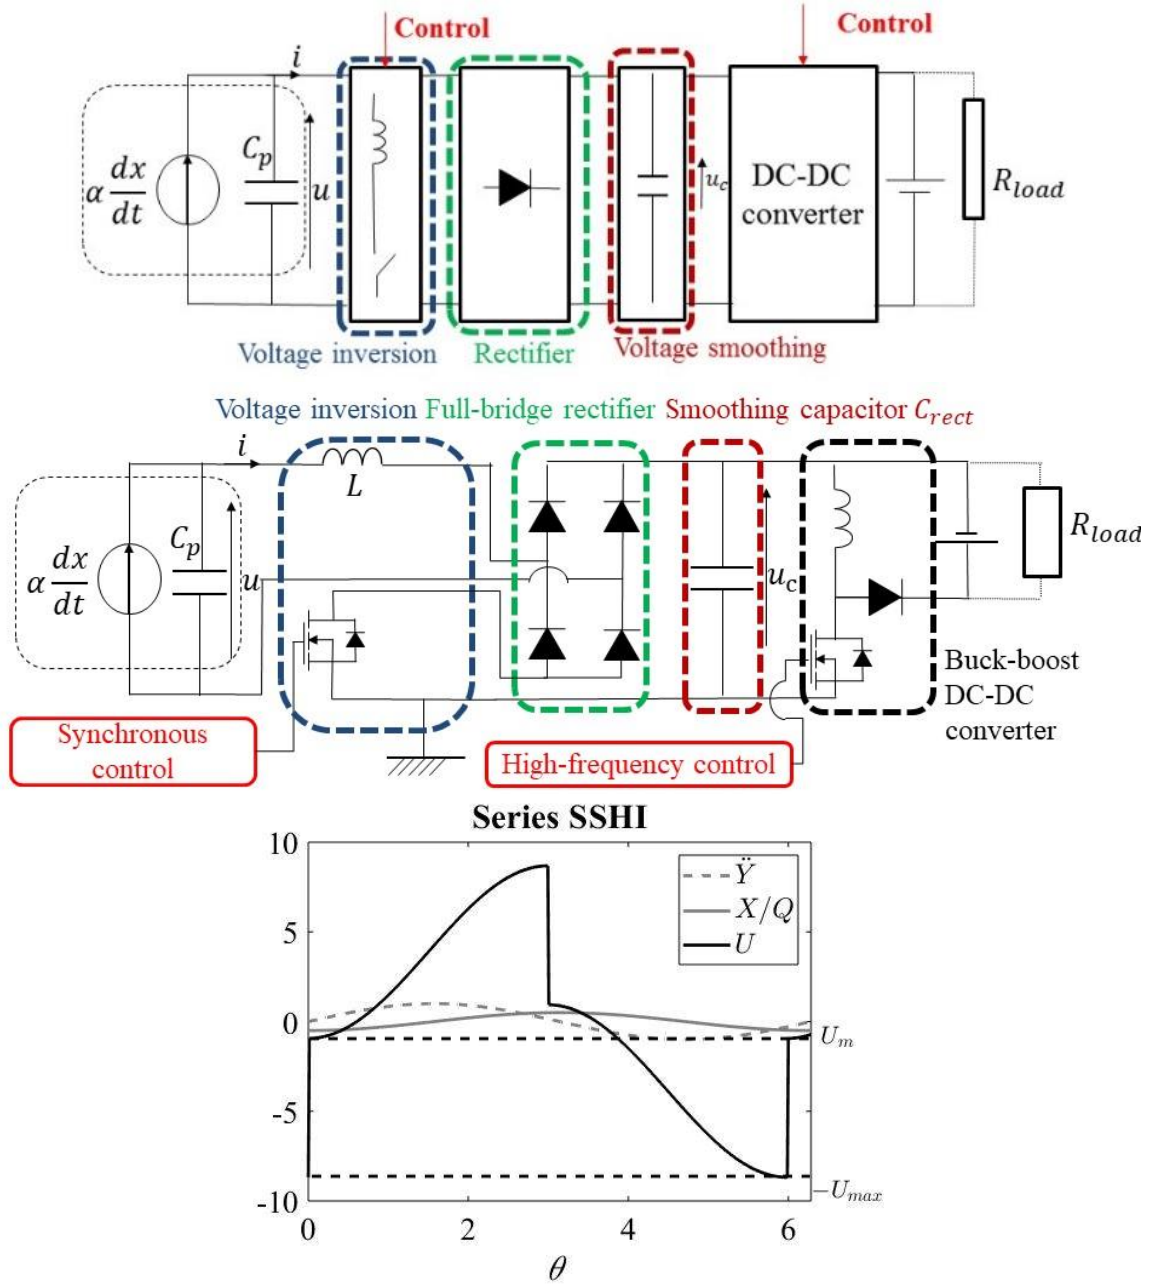 Control
Control
i
C_p
α dx/dt
u
u_c
DC-DC
converter
R_load
Voltage inversion
Rectifier
Voltage smoothing
Voltage inversion Full-bridge rectifier Smoothing capacitor C_rect
i
L
C_p
α dx/dt
u
u_c
R_load
Buck-boost
DC-DC
converter
Synchronous
control
High-frequency control
Series SSHI
10
5
0
-5
-10
Ÿ
X/Q
U
U_m
−U_max
0
2
4
6
θ